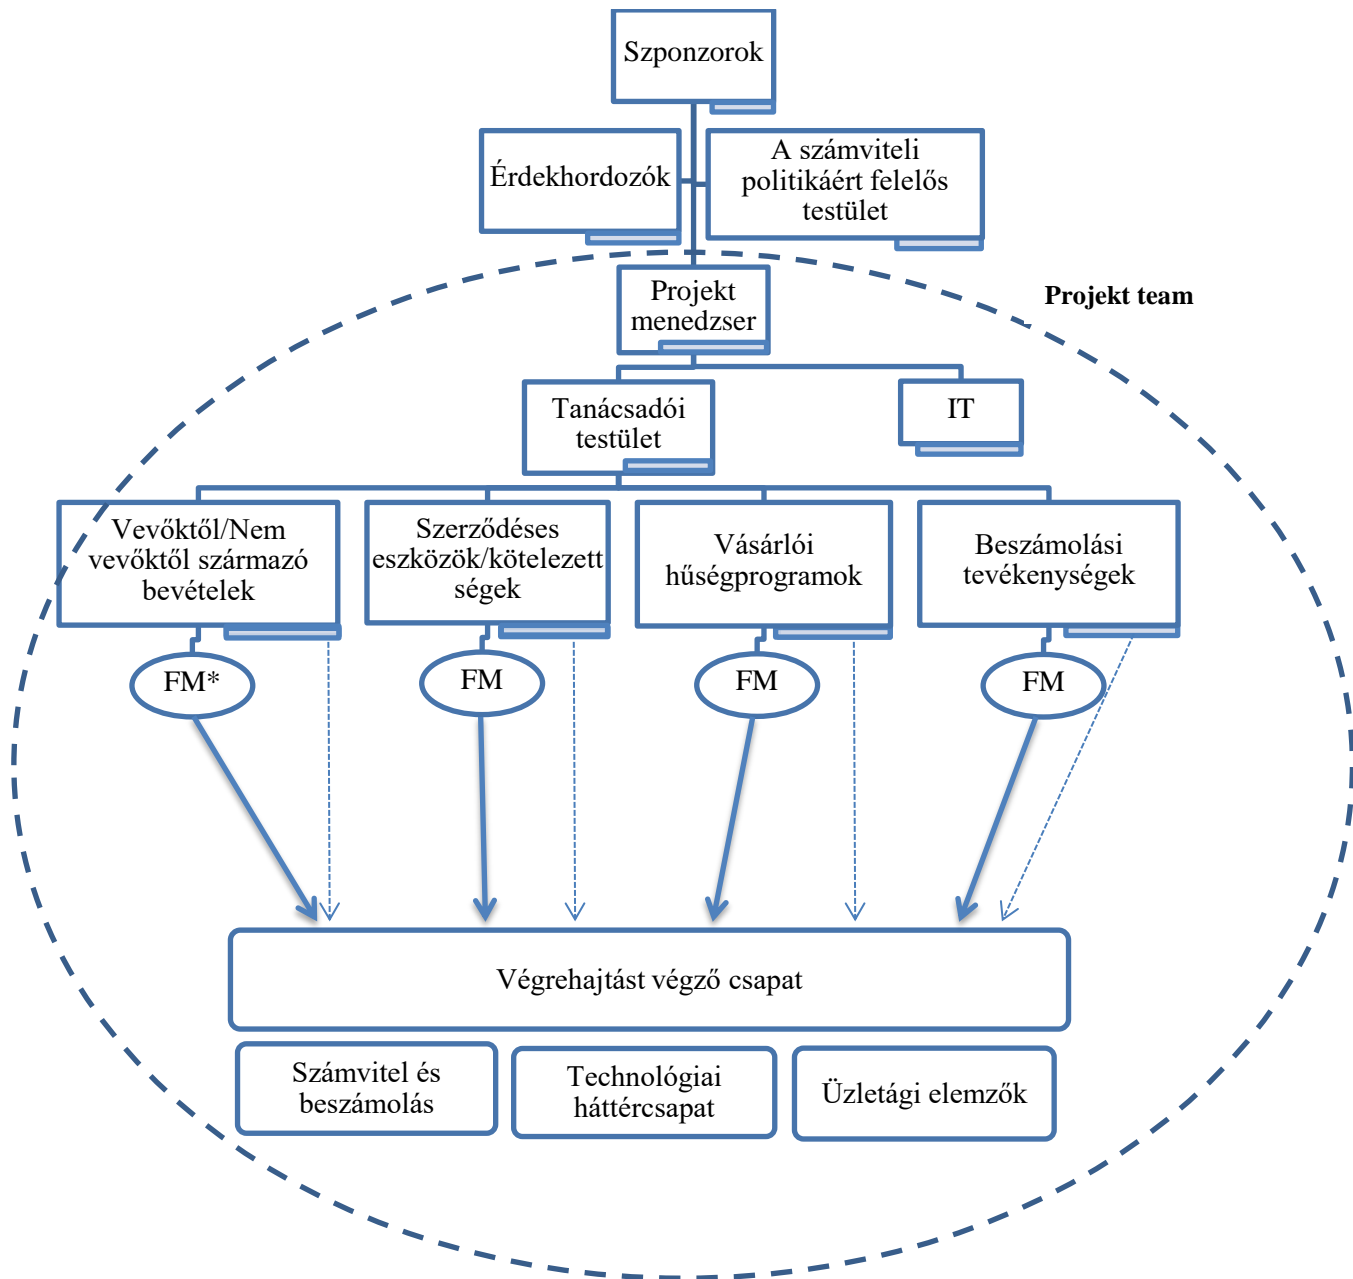 Szponzorok
Érdekhordozók
A számviteli
politikáért felelős
testület
Projekt team
Projekt
menedzser
Tanácsadói
testület
IT
Vevőktől/Nem
vevőktől származó
bevételek
Szerződéses
eszközök/kötelezett
ségek
Vásárlói
hűségprogramok
Beszámolási
tevékenységek
FM*
FM
FM
FM
Végrehajtást végző csapat
Számvitel és
beszámolás
Technológiai
háttércsapat
Üzletági elemzők